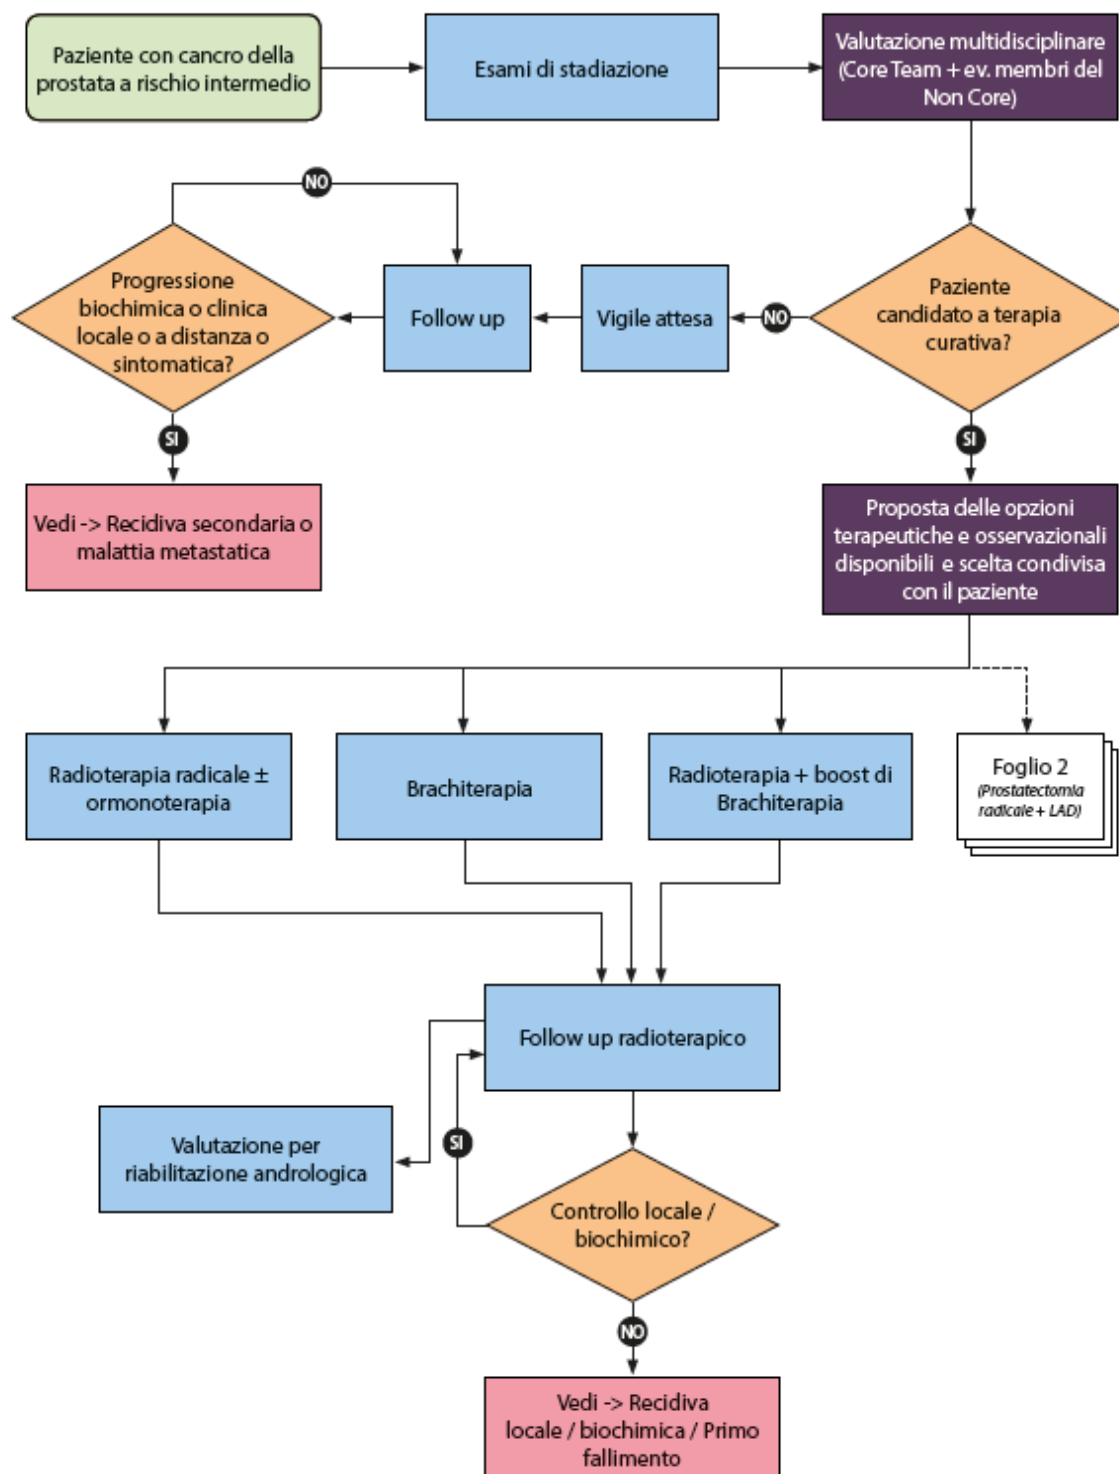 Paziente con cancro della
prostata a rischio intermedio
Esami di stadiazione
Valutazione multidisciplinare
(Core Team + ev. membri del
Non Core)
NO
Progressione
biochimica o clinica
locale o a distanza o
sintomatica?
Follow up
Vigile attesa
NO
Paziente
candidato a terapia
curativa?
SI
SI
Vedi -> Recidiva secondaria o
malattia metastatica
Proposta delle opzioni
terapeutiche e osservazionali
disponibili e scelta condivisa
con il paziente
Radioterapia radicale ±
ormonoterapia
Brachiterapia
Radioterapia + boost di
Brachiterapia
Foglio 2
(Prostatectomia
radicale + LAD)
Follow up radioterapico
Valutazione per
riabilitazione andrologica
SI
Controllo locale /
biochimico?
NO
Vedi -> Recidiva
locale / biochimica / Primo
fallimento